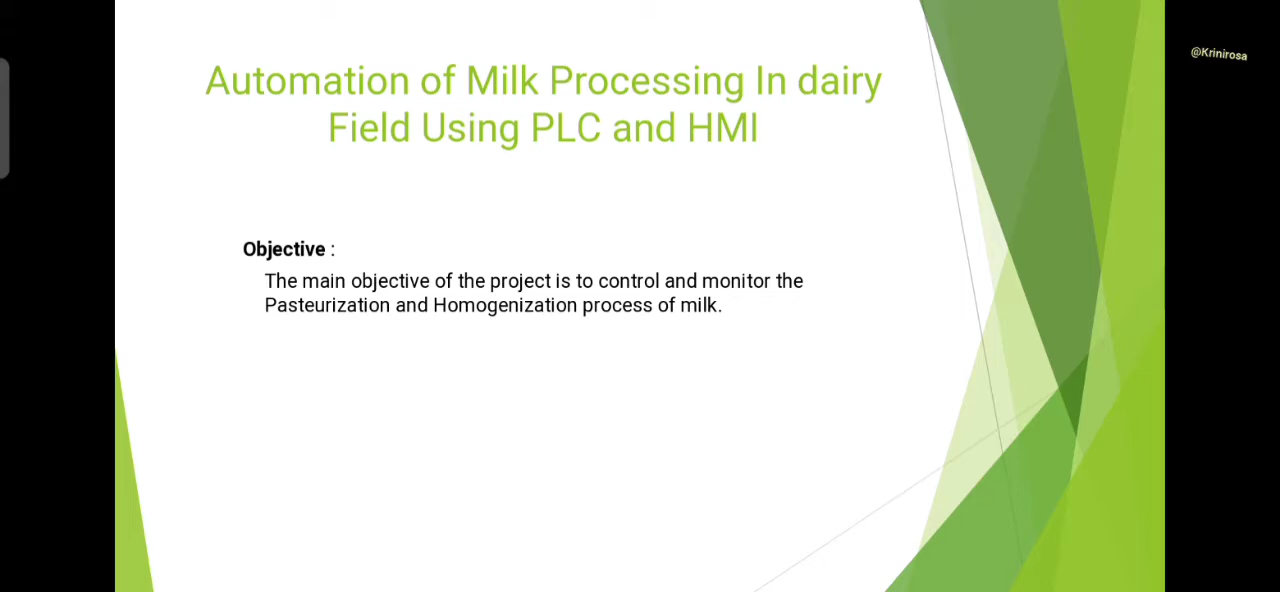 Automation of Milk Processing In dairy
Field Using PLC and HMI
@Krinirosa
Objective :
The main objective of the project is to control and monitor the
Pasteurization and Homogenization process of milk.